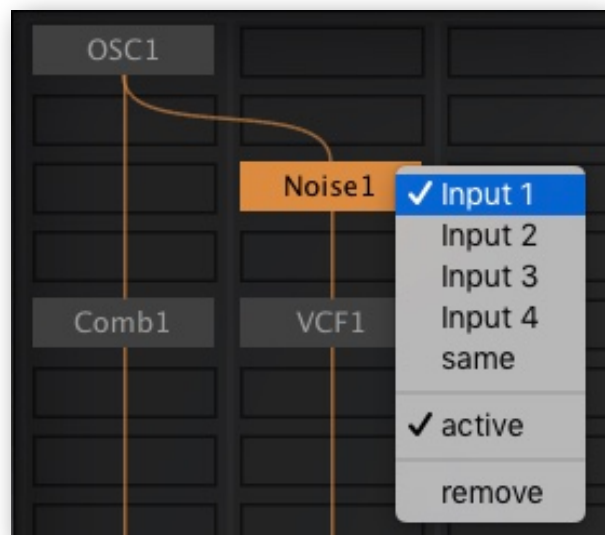 OSC1
Noise1
Comb1
VCF1
✓ Input 1
Input 2
Input 3
Input 4
same
✓ active
remove